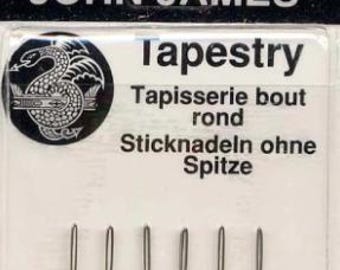 JOHN JAMES
Tapestry
Tapisserie bout
rond
Sticknadeln ohne
Spitze